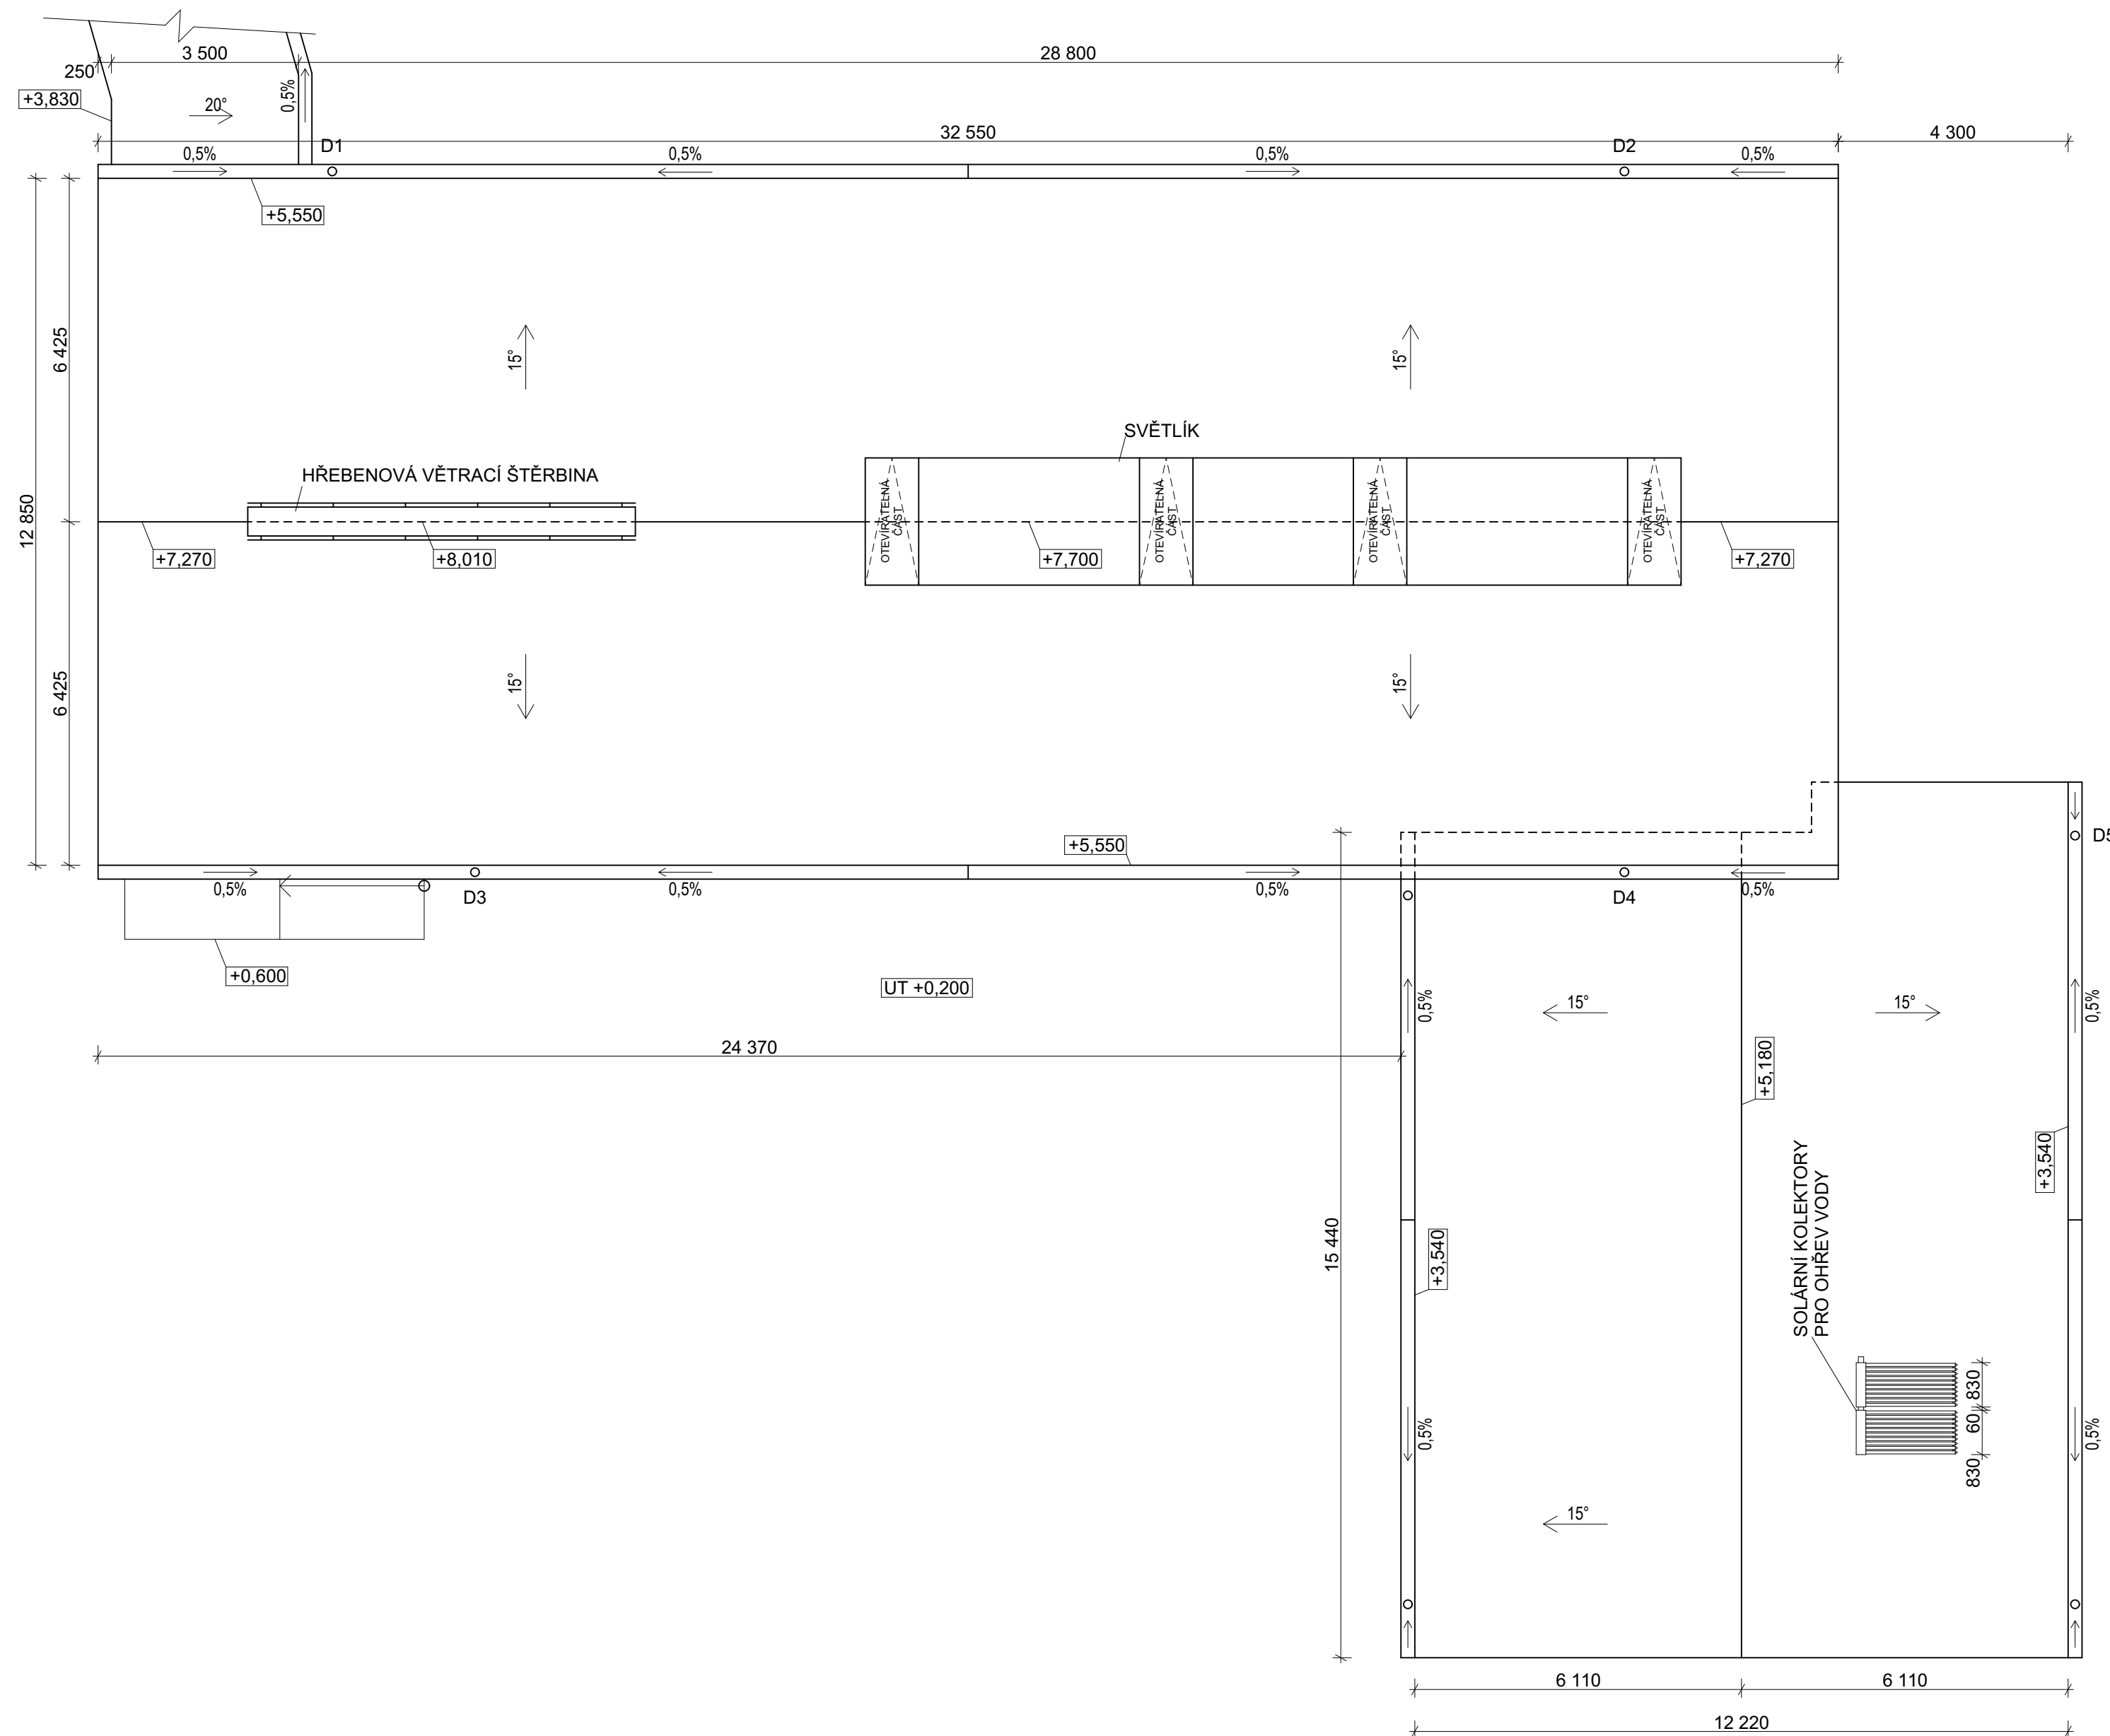 3 500
28 800
250
+3,830
20°
0,5%
32 550
4 300
D1
D2
0,5%
0,5%
0,5%
0,5%
+5,550
6 425
15°
15°
SVĚTLÍK
HŘEBENOVÁ VĚTRACÍ ŠTĚRBINA
12 850
OTEVÍRATELNÁ
ČÁST
OTEVÍRATELNÁ
ČÁST
OTEVÍRATELNÁ
ČÁST
OTEVÍRATELNÁ
ČÁST
+7,270
+8,010
+7,700
+7,270
6 425
15°
15°
+5,550
D5
0,5%
D3
0,5%
0,5%
D4
0,5%
+0,600
UT +0,200
0,5%
15°
15°
0,5%
24 370
+5,180
+3,540
SOLÁRNÍ KOLEKTORY
PRO OHŘEV VODY
15 440
+3,540
830
60
830
0,5%
0,5%
15°
6 110
6 110
12 220